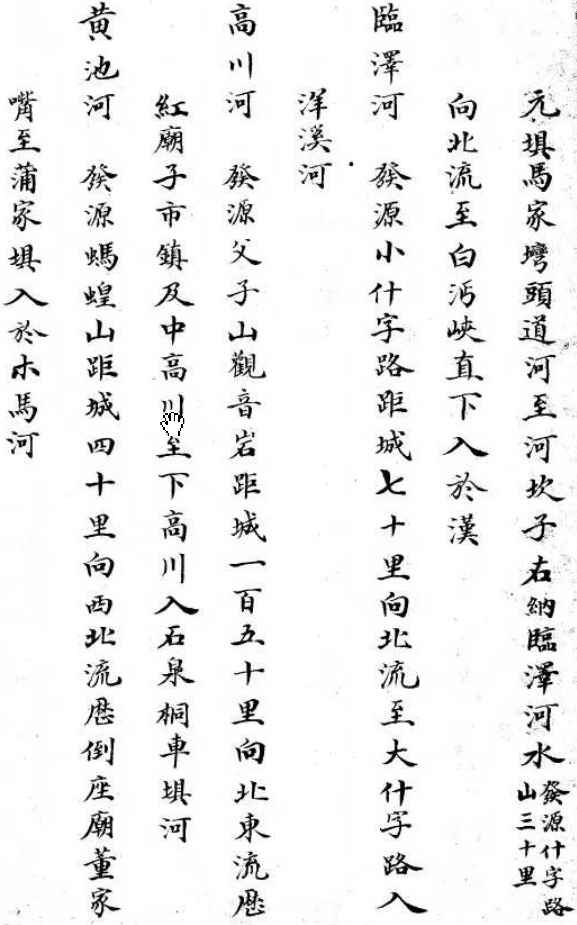 元垻馬家塆頭道河至河坎子右納臨澤河水發源什字路山三十里
向北流至白沔峽直下入於漢
臨澤河　發源小什字路距城七十里向北流至大什字路入
洋溪河
高川河　發源父子山觀音岩距城一百五十里向北東流歷
紅廟子市鎮及中高川至下高川入石泉桐車垻河
黄池河　發源螞蝗山距城四十里向西北流歷倒座廟董家
嘴至蒲家垻入於木馬河